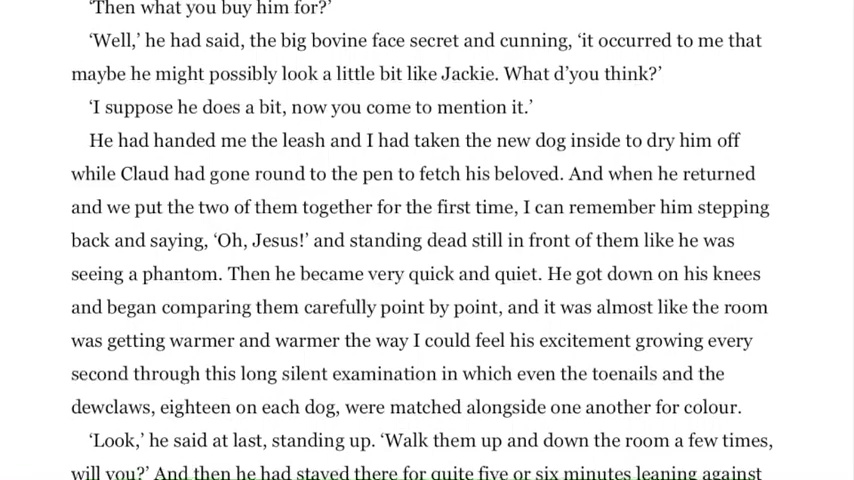 ‘Then what you buy him for?’
‘Well,’ he had said, the big bovine face secret and cunning, ‘it occurred to me that
maybe he might possibly look a little bit like Jackie. What d’you think?’
‘I suppose he does a bit, now you come to mention it.’
He had handed me the leash and I had taken the new dog inside to dry him off
while Claud had gone round to the pen to fetch his beloved. And when he returned
and we put the two of them together for the first time, I can remember him stepping
back and saying, ‘Oh, Jesus!’ and standing dead still in front of them like he was
seeing a phantom. Then he became very quick and quiet. He got down on his knees
and began comparing them carefully point by point, and it was almost like the room
was getting warmer and warmer the way I could feel his excitement growing every
second through this long silent examination in which even the toenails and the
dewclaws, eighteen on each dog, were matched alongside one another for colour.
‘Look,’ he said at last, standing up. ‘Walk them up and down the room a few times,
will you?’ And then he had stayed there for quite five or six minutes leaning against